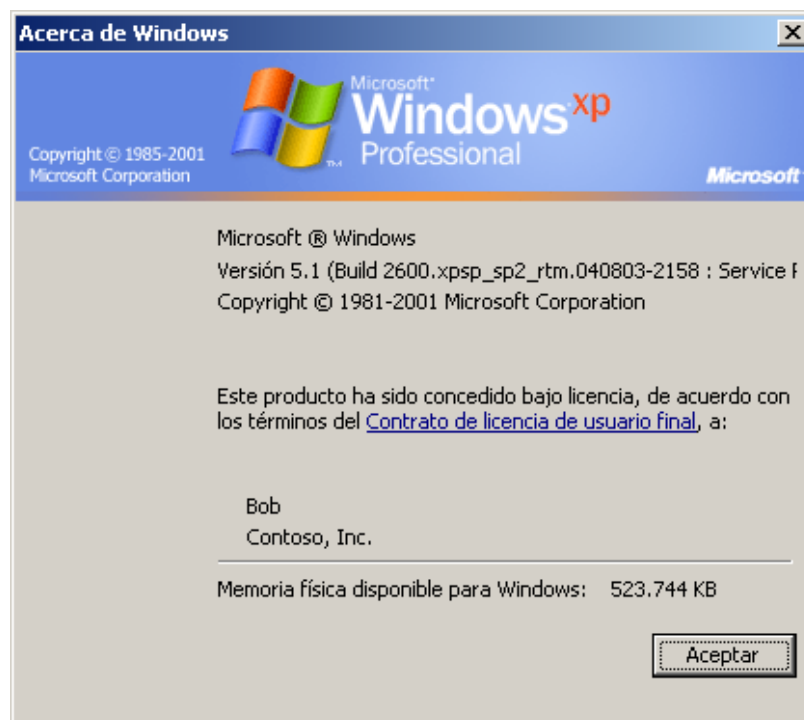 Acerca de Windows
Microsoft
Windows xp
Professional
Copyright © 1985-2001
Microsoft Corporation
Microsoft
Microsoft ® Windows
Versión 5.1 (Build 2600.xpsp_sp2_rtm.040803-2158 : Service
Copyright © 1981-2001 Microsoft Corporation
Este producto ha sido concedido bajo licencia, de acuerdo con
los términos del Contrato de licencia de usuario final, a:
Bob
Contoso, Inc.
Memoria física disponible para Windows: 523.744 KB
Aceptar